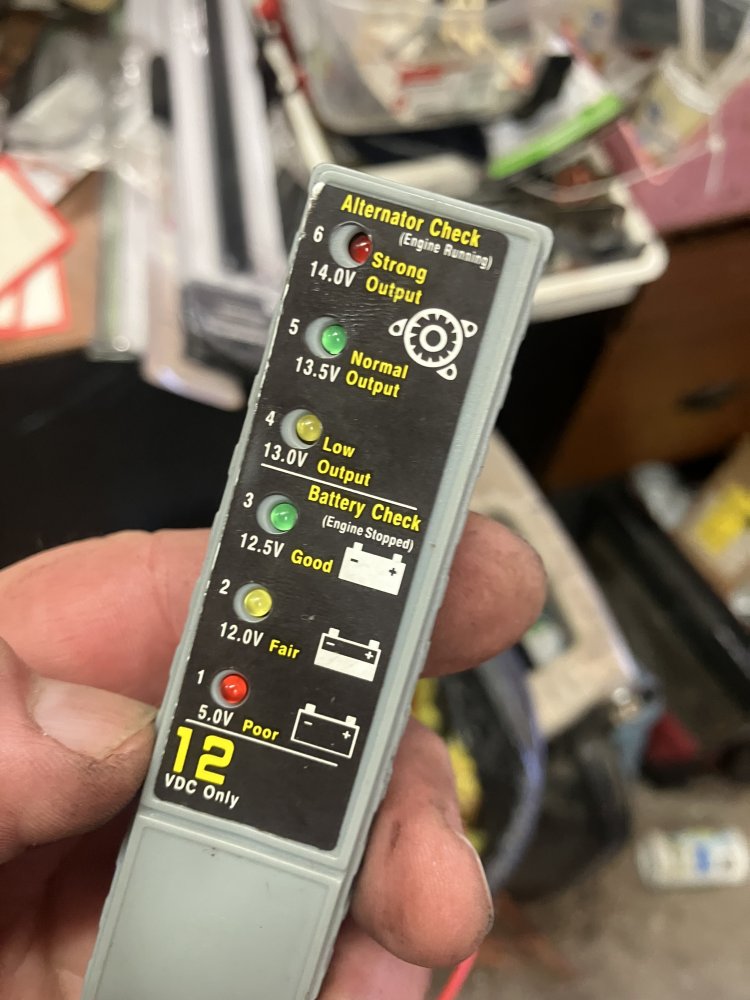 Alternator Check
(Engine Running)
6
14.0V Strong Output
5
13.5V Normal Output
4
13.0V Low Output
Battery Check
(Engine Stopped)
3
12.5V Good
- +
2
12.0V Fair
- +
1
5.0V Poor
- +
12
VDC Only